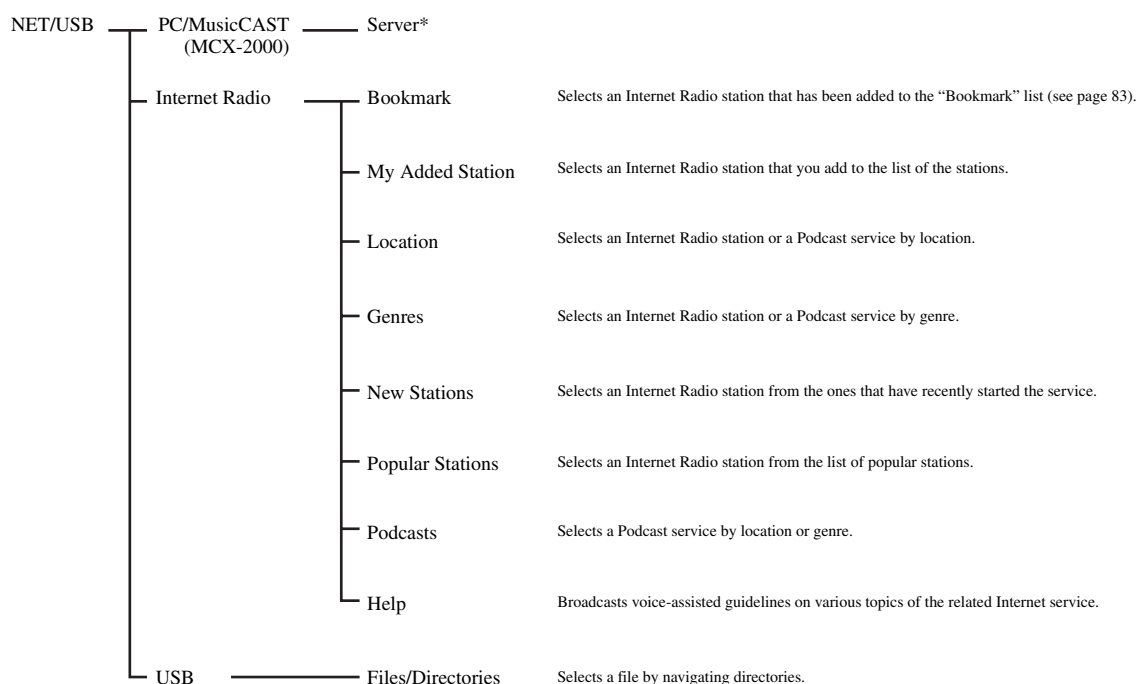 NET/USB PC/MusicCAST Server*
(MCX-2000)
Internet Radio Bookmark Selects an Internet Radio station that has been added to the “Bookmark” list (see page 83).
My Added Station Selects an Internet Radio station that you add to the list of the stations.
Location Selects an Internet Radio station or a Podcast service by location.
Genres Selects an Internet Radio station or a Podcast service by genre.
New Stations Selects an Internet Radio station from the ones that have recently started the service.
Popular Stations Selects an Internet Radio station from the list of popular stations.
Podcasts Selects a Podcast service by location or genre.
Help Broadcasts voice-assisted guidelines on various topics of the related Internet service.
USB Files/Directories Selects a file by navigating directories.